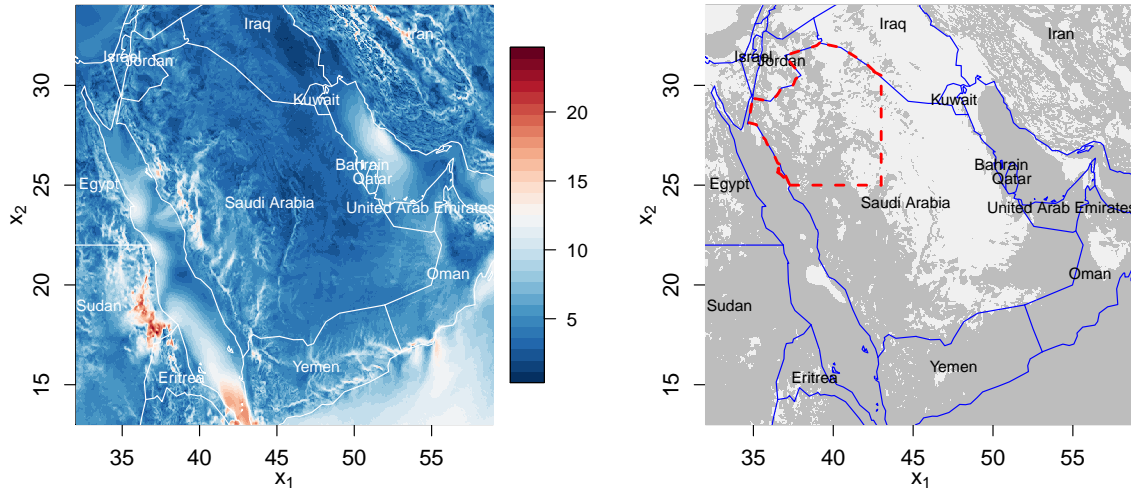 Iraq
Iran
Israel
Jordan
Kuwait
Bahrain
Qatar
Egypt
Saudi Arabia
United Arab Emirates
Oman
Sudan
Eritrea
Yemen
30
25
20
15
x2
35 40 45 50 55
x1
20
15
10
5
Iraq
Iran
Israel
Jordan
Kuwait
Bahrain
Qatar
Egypt
Saudi Arabia
United Arab Emirates
Oman
Sudan
Eritrea
Yemen
30
25
20
15
x2
35 40 45 50 55
x1